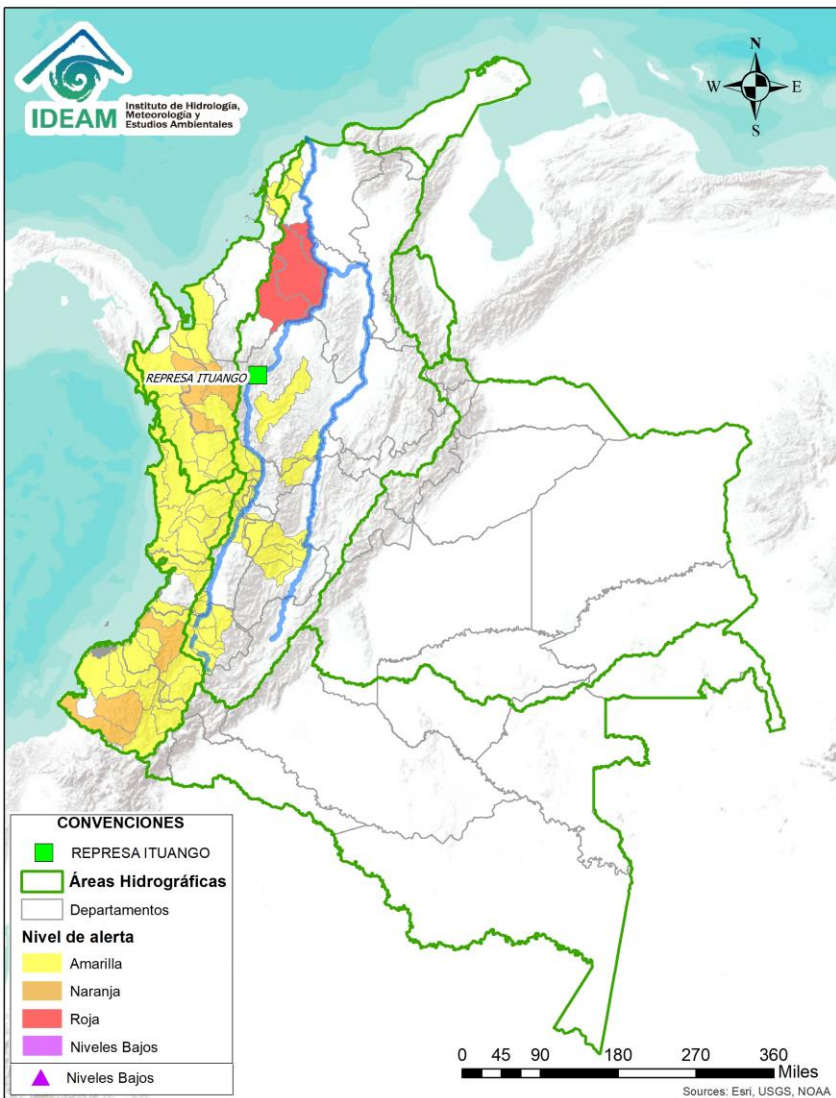 IDEAM
Instituto de Hidrología,
Meteorología y
Estudios Ambientales
N
W
E
S
REPRESA ITUANGO
CONVENCIONES
REPRESA ITUANGO
Áreas Hidrográficas
Departamentos
Nivel de alerta
Amarilla
Naranja
Roja
Niveles Bajos
Niveles Bajos
0 45 90 180 270 360
Miles
Sources: Esri, USGS, NOAA